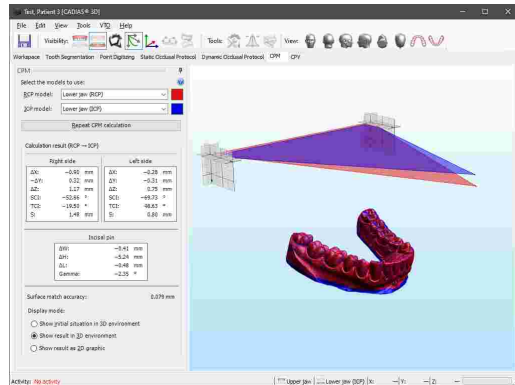 Test, Patient 3 [CADIAS® 3D]
File Edit View Tools VTO Help
Visibility: Tools: View:
Workspace Tooth Segmentation Point Digitizing Static Occlusal Protocol Dynamic Occlusal Protocol CPM CPV
CPM
Select the models to use:
RCP model: Lower jaw (RCP)
ICP model: Lower jaw (ICP)
Repeat CPM calculation
Calculation result (RCP → ICP)
Right side Left side
ΔX: -0.90 mm ΔX: -0.28 mm
-ΔY: 0.32 mm ΔY: -0.31 mm
ΔZ: 1.17 mm ΔZ: 0.75 mm
SCI: -52.66 ° SCI: -69.73 °
TCI: -19.50 ° TCI: 48.63 °
S: 1.48 mm S: 0.80 mm
Incisal pin
ΔW: -0.41 mm
ΔH: -5.24 mm
ΔL: -0.48 mm
Gamma: -2.35 °
Surface match accuracy: 0.079 mm
Display mode:
Show initial situation in 3D environment
Show result in 3D environment
Show result as 2D graphic
Activity: No activity Upper jaw Lower jaw (ICP) X: — Y: — Z: —